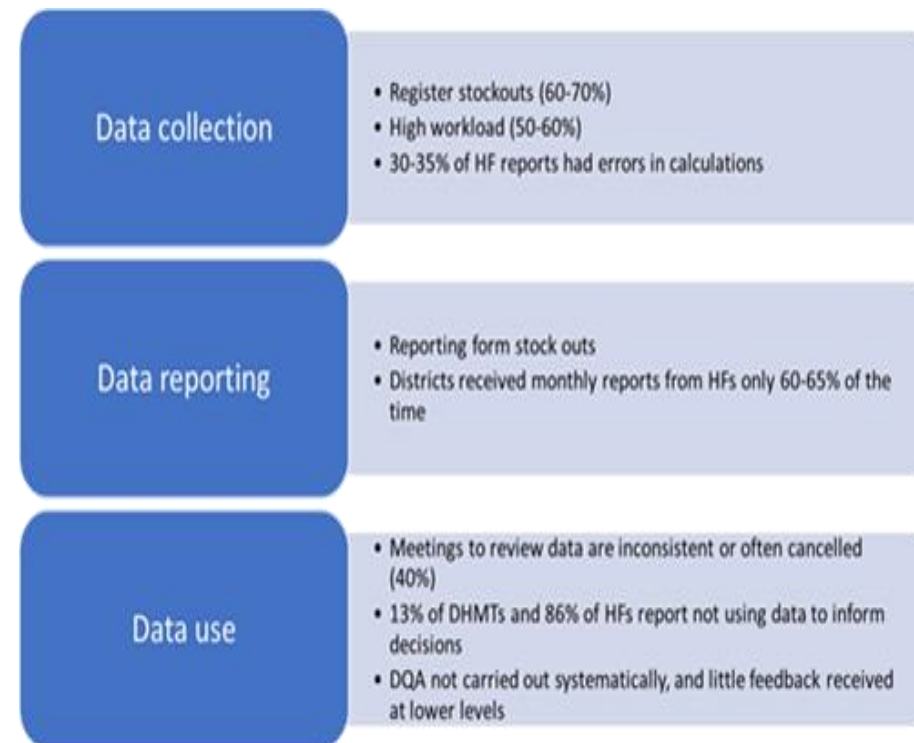 Data collection
• Register stockouts (60-70%)
• High workload (50-60%)
• 30-35% of HF reports had errors in calculations
Data reporting
• Reporting form stock outs
• Districts received monthly reports from HFs only 60-65% of the
time
Data use
• Meetings to review data are inconsistent or often cancelled
(40%)
• 13% of DHMTs and 86% of HFs report not using data to inform
decisions
• DQA not carried out systematically, and little feedback received
at lower levels